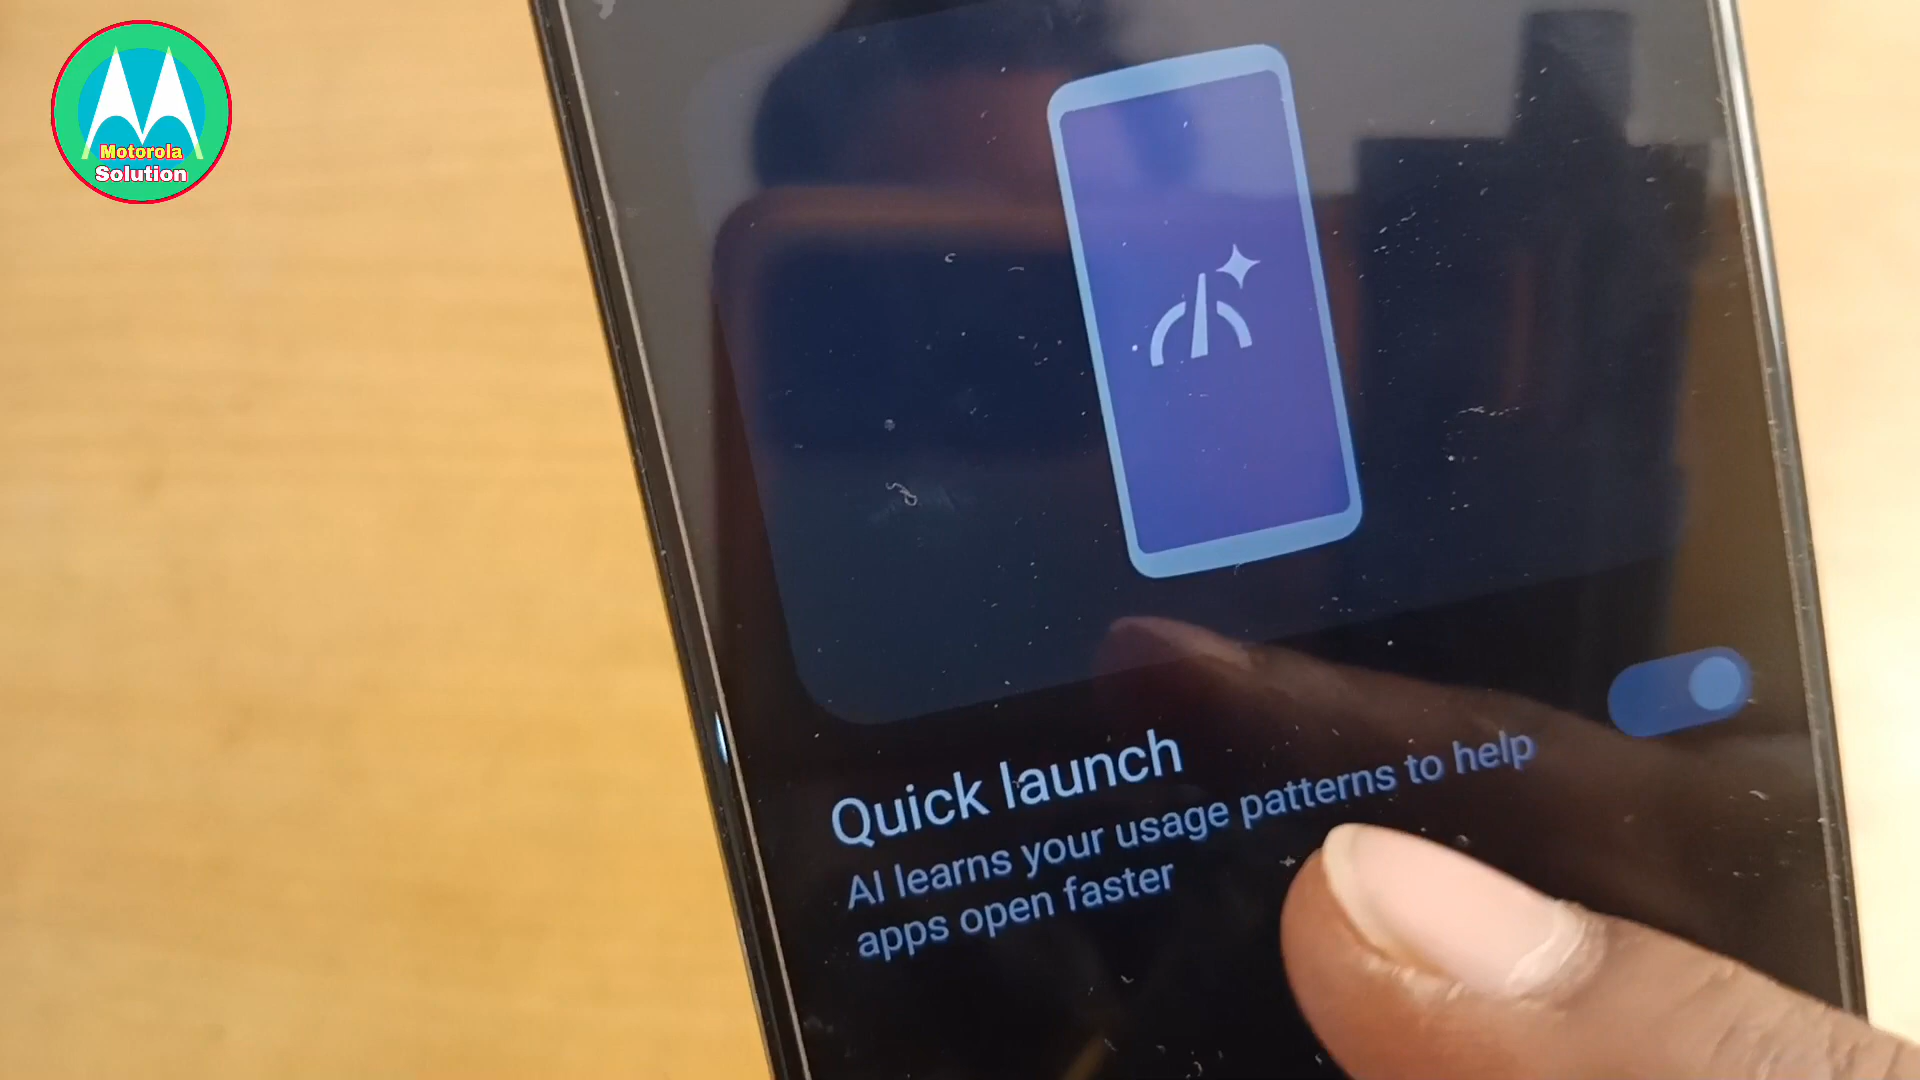 Motorola
Solution
Quick launch
AI learns your usage patterns to help
apps open faster